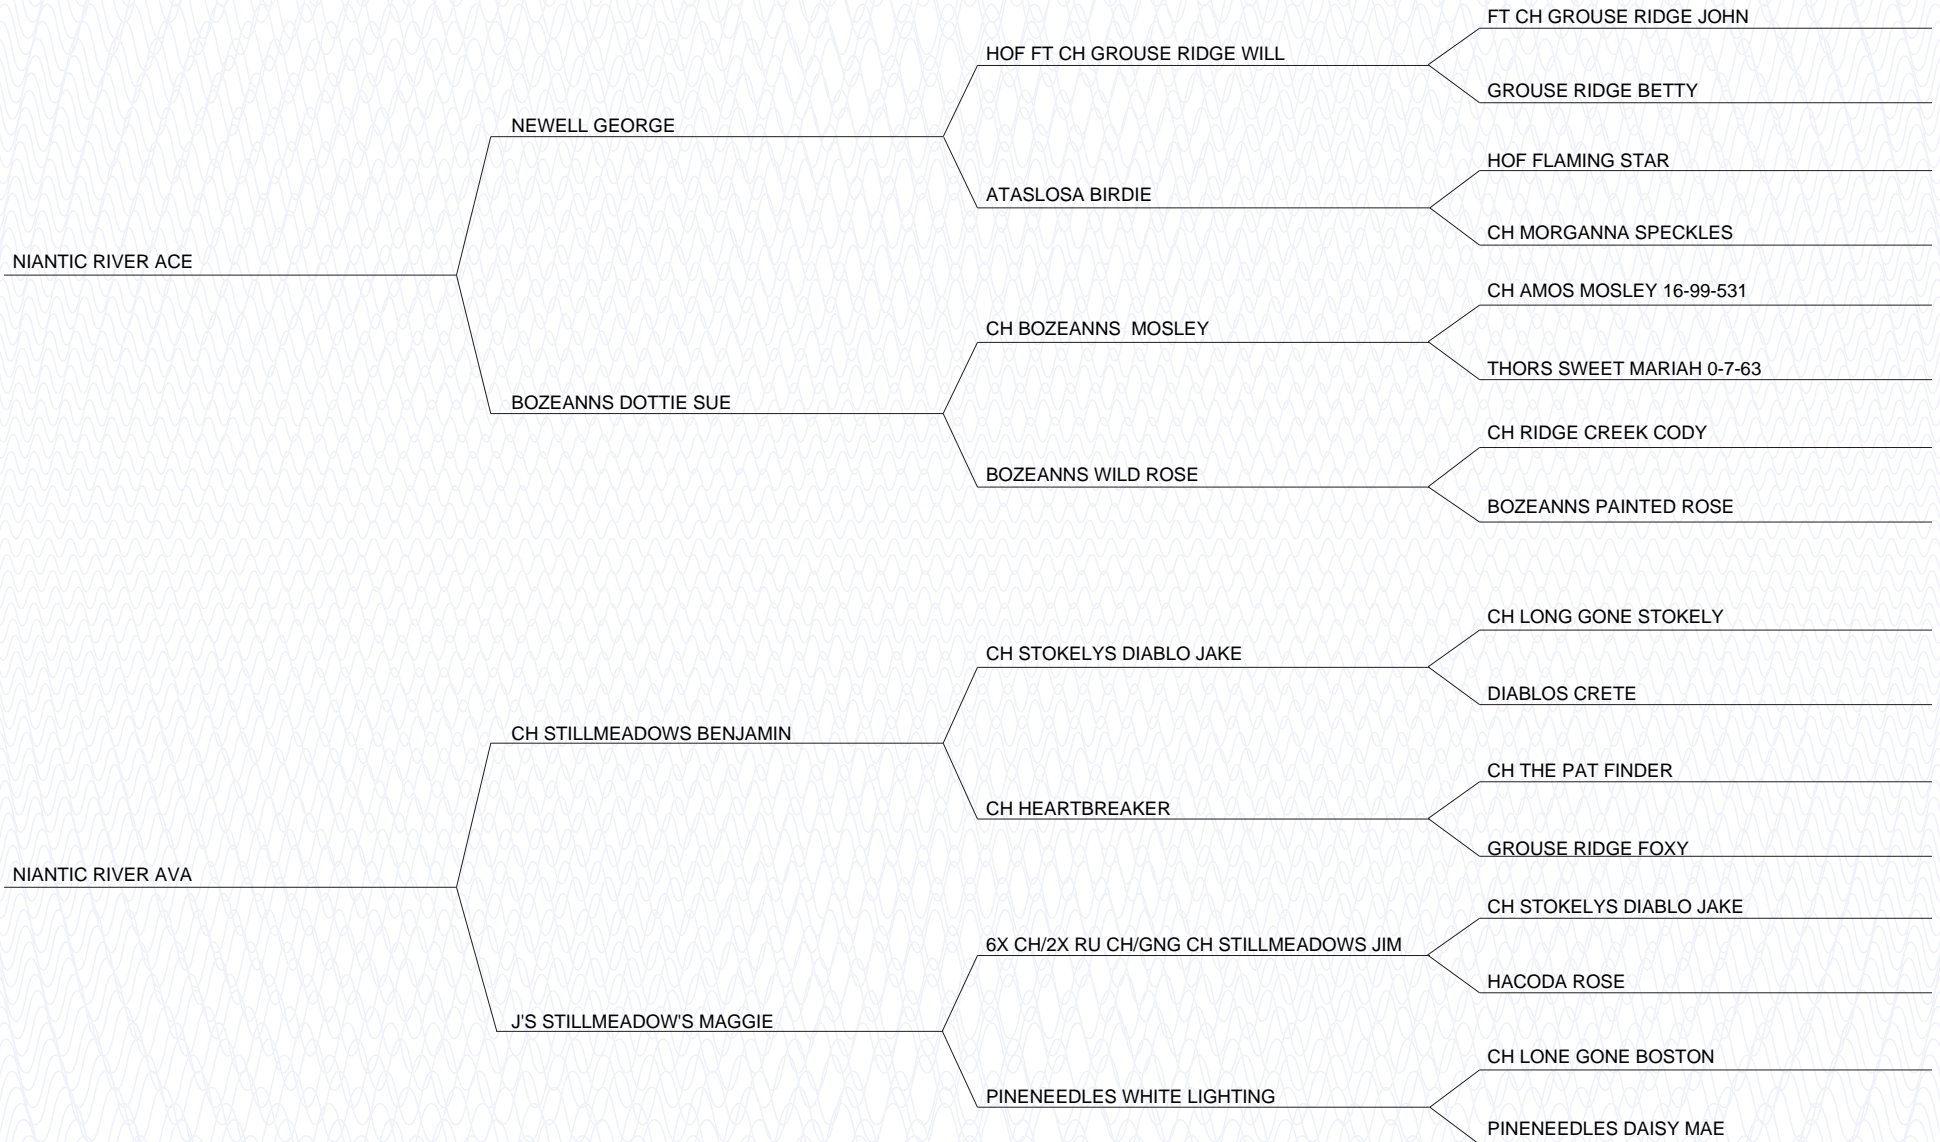 FT CH GROUSE RIDGE JOHN
HOF FT CH GROUSE RIDGE WILL
GROUSE RIDGE BETTY
NEWELL GEORGE
HOF FLAMING STAR
ATASLOSA BIRDIE
CH MORGANNA SPECKLES
NIANTIC RIVER ACE
CH AMOS MOSLEY 16-99-531
CH BOZEANNS  MOSLEY
THORS SWEET MARIAH 0-7-63
BOZEANNS DOTTIE SUE
CH RIDGE CREEK CODY
BOZEANNS WILD ROSE
BOZEANNS PAINTED ROSE
CH LONG GONE STOKELY
CH STOKELYS DIABLO JAKE
DIABLOS CRETE
CH STILLMEADOWS BENJAMIN
CH THE PAT FINDER
CH HEARTBREAKER
GROUSE RIDGE FOXY
NIANTIC RIVER AVA
CH STOKELYS DIABLO JAKE
6X CH/2X RU CH/GNG CH STILLMEADOWS JIM
HACODA ROSE
J'S STILLMEADOW'S MAGGIE
CH LONE GONE BOSTON
PINENEEDLES WHITE LIGHTING
PINENEEDLES DAISY MAE